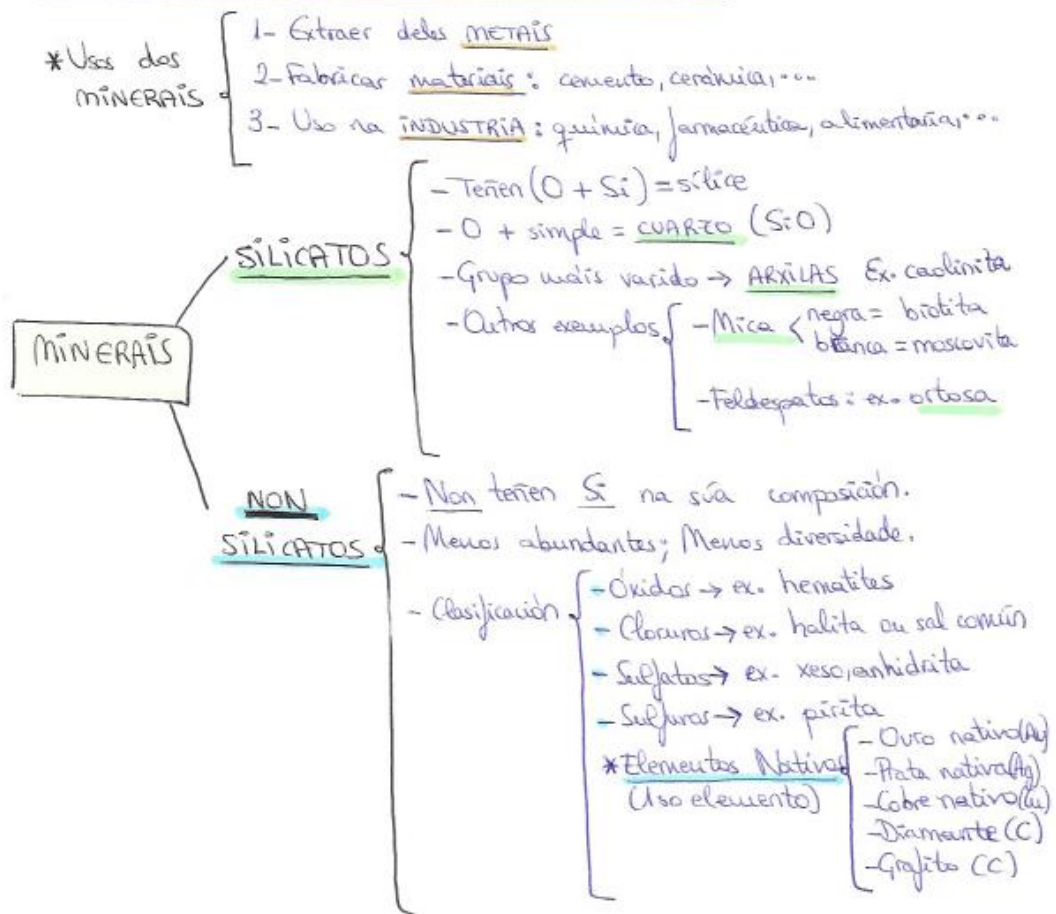 *Usos dos MINERAIS
1- Extraer deles METAIS
2- Fabricar materiais: cemento, cerámica,...
3- Uso na INDUSTRIA: química, farmacéutica, alimentaria,...
MINERAIS
SILICATOS
- Teñen (O + Si) = sílice
- O + simple = CUARZO (SiO)
- Grupo máis varido → ARXILAS Ex. caolinita
- Outros exemplos
- Mica
negra = biotita
branca = moscovita
- Feldespatos: ex. ortosa
NON SILICATOS
- Non teñen Si na súa composición.
- Menos abundantes; Menos diversidade.
- Clasificación
- Óxidos → ex. hematites
- Cloruros → ex. halita ou sal común
- Sulfatos → ex. xeso, anhidrita
- Sulfuros → ex. pirita
*Elementos Nativos
(1 so elemento)
- Ouro nativo (Au)
- Prata nativa (Ag)
- Cobre nativo (Cu)
- Diamante (C)
- Grafito (C)